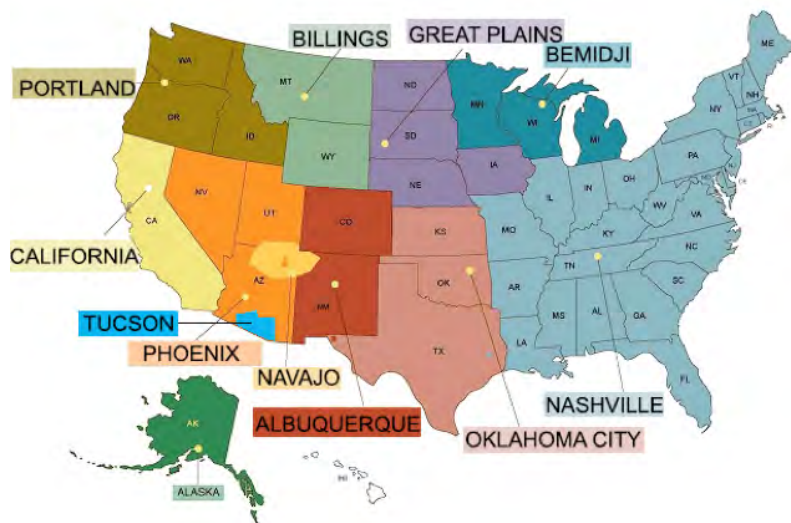 BILLINGS
GREAT PLAINS
BEMIDJI
PORTLAND
CALIFORNIA
TUCSON
PHOENIX
NAVAJO
ALBUQUERQUE
OKLAHOMA CITY
NASHVILLE
ALASKA
WA
OR
ID
MT
WY
ND
SD
NE
IA
MN
WI
MI
ME
VT
NH
NY
PA
CA
NV
UT
AZ
CO
NM
KS
OK
TX
MO
AR
LA
IL
IN
OH
KY
TN
MS
AL
GA
FL
SC
NC
VA
WV
AK